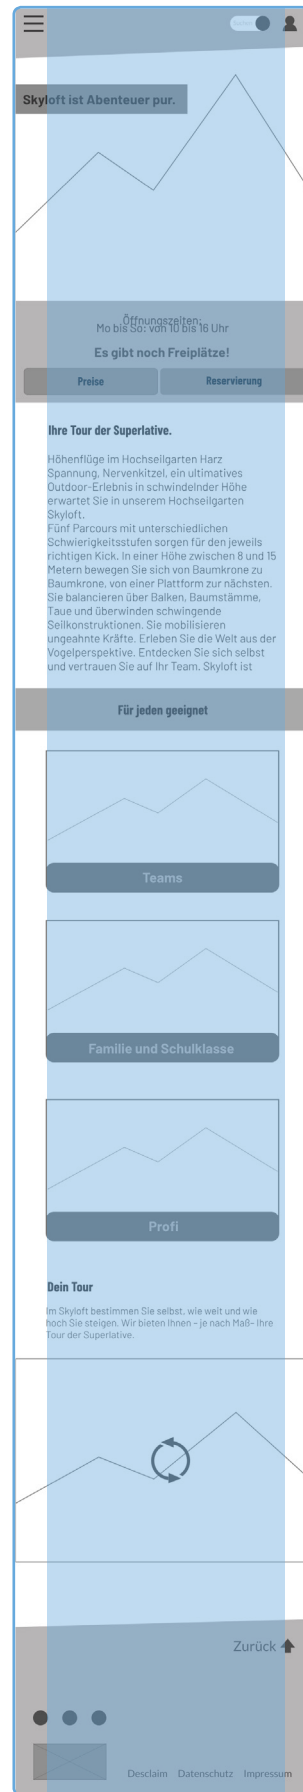 Skyloft ist Abenteuer pur.
Öffnungszeiten:
Mo bis So: von 10 bis 16 Uhr
Es gibt noch Freiplätze!
Preise
Reservierung
Ihre Tour der Superlative.
Höhenflüge im Hochseilgarten Harz
Spannung, Nervenkitzel, ein ultimatives
Outdoor-Erlebnis in schwindelnder Höhe
erwartet Sie in unserem Hochseilgarten
Skyloft.
Fünf Parcours mit unterschiedlichen
Schwierigkeitsstufen sorgen für den jeweils
richtigen Kick. In einer Höhe zwischen 8 und 15
Metern bewegen Sie sich von Baumkrone zu
Baumkrone, von einer Plattform zur nächsten.
Sie balancieren über Balken, Baumstämme,
Taue und überwinden schwingende
Seilkonstruktionen. Sie mobilisieren
ungeahnte Kräfte. Erleben Sie die Welt aus der
Vogelperspektive. Entdecken Sie sich selbst
und vertrauen Sie auf Ihr Team. Skyloft ist
Für jeden geeignet
Teams
Familie und Schulklasse
Profi
Dein Tour
Im Skyloft bestimmen Sie selbst, wie weit und wie
hoch Sie steigen. Wir bieten Ihnen – je nach Maß– Ihre
Tour der Superlative.
Zurück
Desclaim Datenschutz Impressum